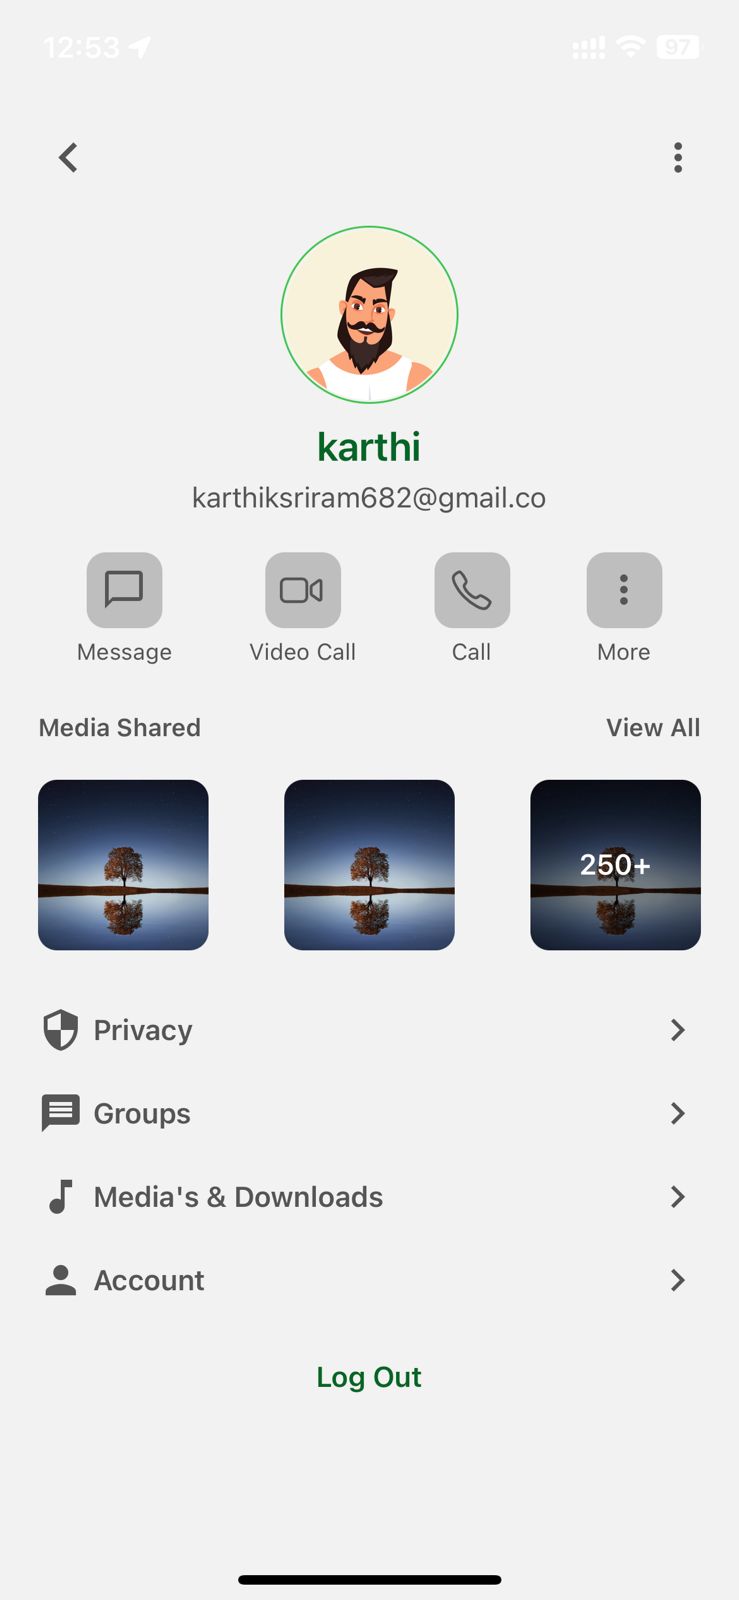 12:53
97
karthi
karthiksriram682@gmail.co
Message
Video Call
Call
More
Media Shared
View All
250+
Privacy
Groups
Media's & Downloads
Account
Log Out